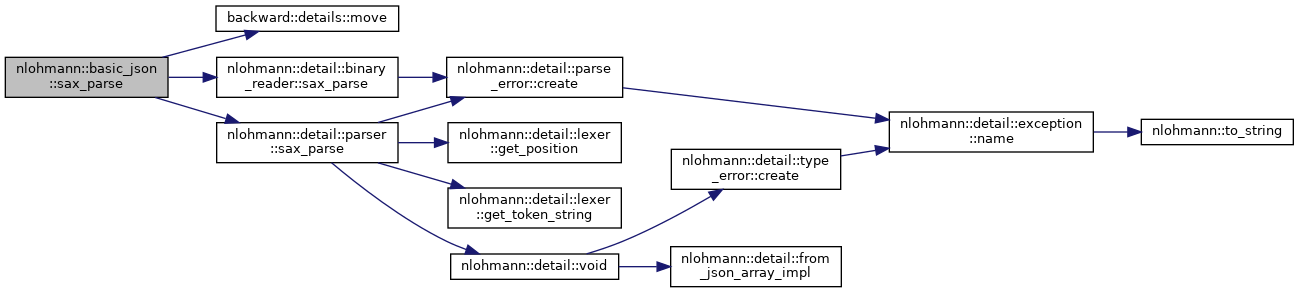 backward::details::move
nlohmann::basic_json
::sax_parse
nlohmann::detail::binary
_reader::sax_parse
nlohmann::detail::parser
::sax_parse
nlohmann::detail::parse
_error::create
nlohmann::detail::lexer
::get_position
nlohmann::detail::lexer
::get_token_string
nlohmann::detail::void
nlohmann::detail::type
_error::create
nlohmann::detail::from
_json_array_impl
nlohmann::detail::exception
::name
nlohmann::to_string